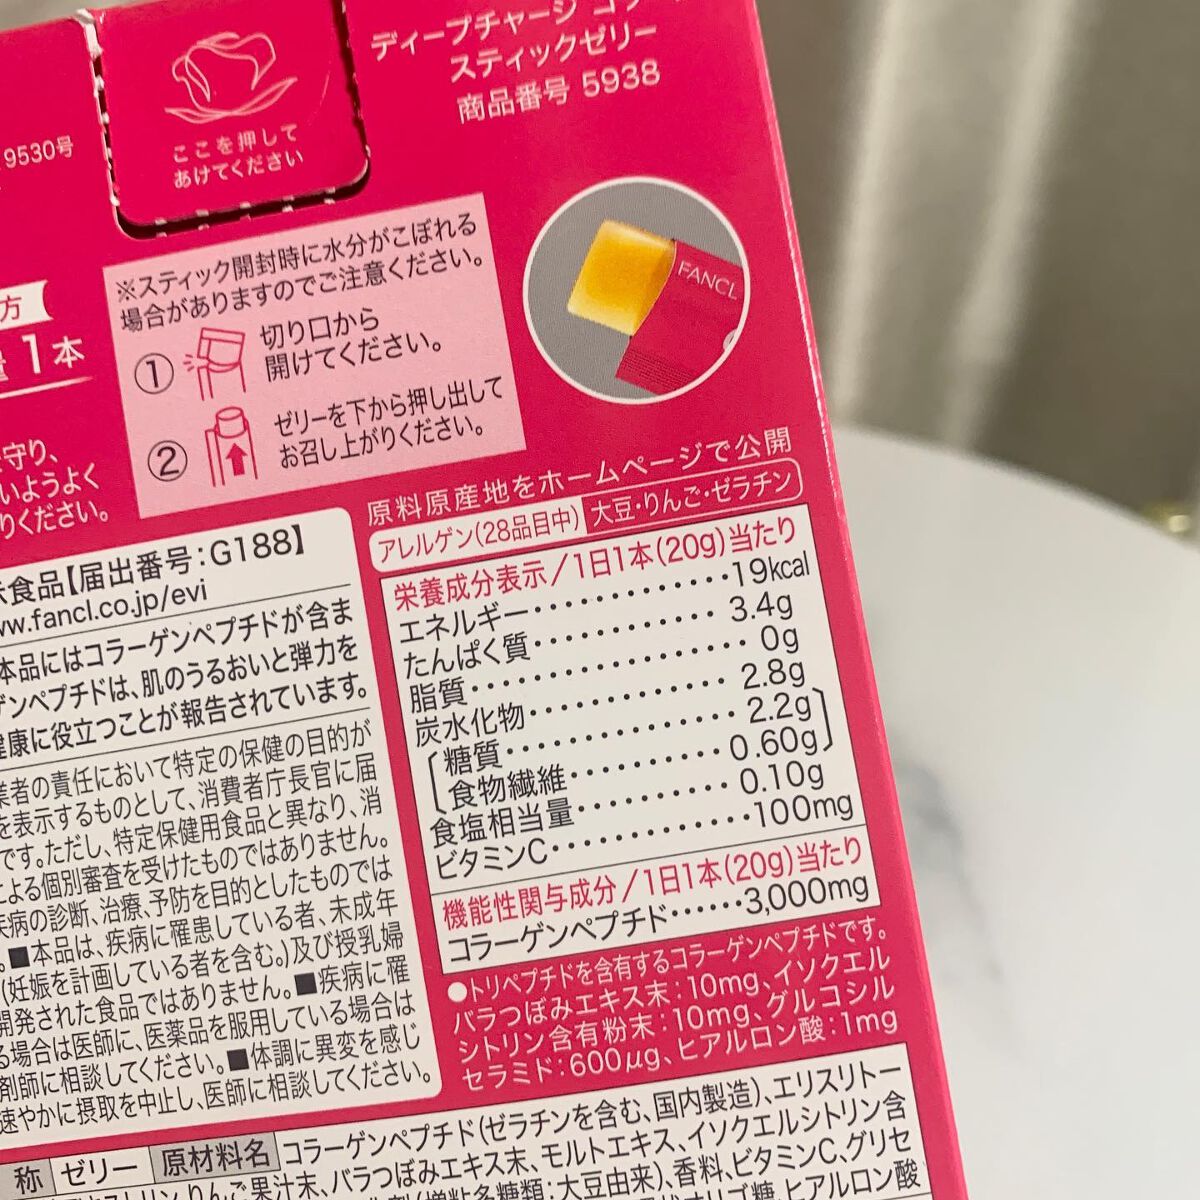 ディープチャージ コラ
スティックゼリー
商品番号 5938
9530号
ここを押して
あけてください
※スティック開封時に水分がこぼれる
場合がありますのでご注意ください。
① 切り口から
開けてください。
② ゼリーを下から押し出して
お召し上がりください。
FANCL
方
量 1本
守り、
いようよく
りください。
原料原産地をホームページで公開
アレルゲン(28品目中) 大豆・りんご・ゼラチン
栄養成分表示/1日1本(20g)当たり
エネルギー…………19kcal
たんぱく質…………3.4g
脂質…………0g
炭水化物…………2.8g
糖質…………2.2g
食物繊維…………0.60g
食塩相当量…………0.10g
ビタミンC…………100mg
機能性関与成分/1日1本(20g)当たり
コラーゲンペプチド……3,000mg
●トリペプチドを含有するコラーゲンペプチドです。
バラつぼみエキス末:10mg、イソクエル
シトリン含有粉末:10mg、グルコシル
セラミド:600μg、ヒアルロン酸:1mg
食品【届出番号:G188】
ww.fancl.co.jp/evi
本品にはコラーゲンペプチドが含ま
ゲンペプチドは、肌のうるおいと弾力を
健康に役立つことが報告されています。
業者の責任において特定の保健の目的が
を表示するものとして、消費者庁長官に届
です。ただし、特定保健用食品と異なり、消
による個別審査を受けたものではありません。
疾病の診断、治療、予防を目的としたものでは
。■本品は、疾病に罹患している者、未成年
(妊娠を計画している者を含む。)及び授乳婦
開発された食品ではありません。■疾病に罹
る場合は医師に、医薬品を服用している場合は
剤師に相談してください。■体調に異変を感じ
速やかに摂取を中止し、医師に相談してください。
称 ゼリー 原材料名 コラーゲンペプチド(ゼラチンを含む、国内製造)、エリスリトー
りんご果汁末、バラつぼみエキス末、モルトエキス、イソクエルシトリン含
(増粘多糖類:大豆由来)、香料、ビタミンC、グリセ
オリゴ糖、ヒアルロン酸